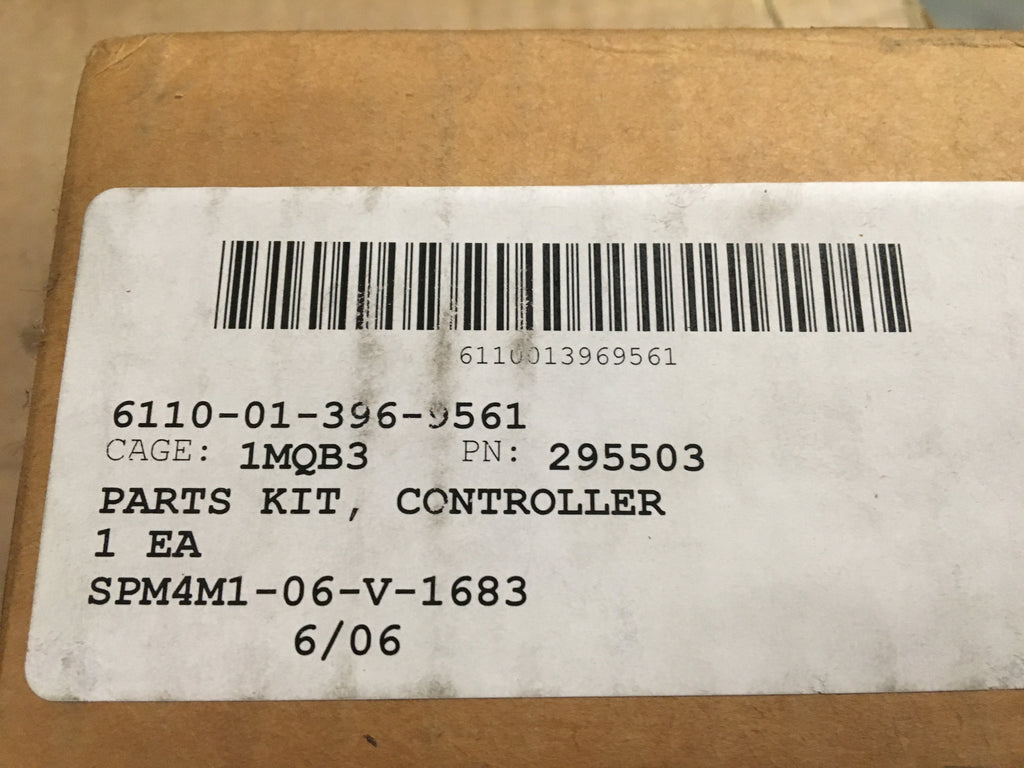 6110013969561
6110-01-396-9561
CAGE: 1MQB3 PN: 295503
PARTS KIT, CONTROLLER
1 EA
SPM4M1-06-V-1683
6/06